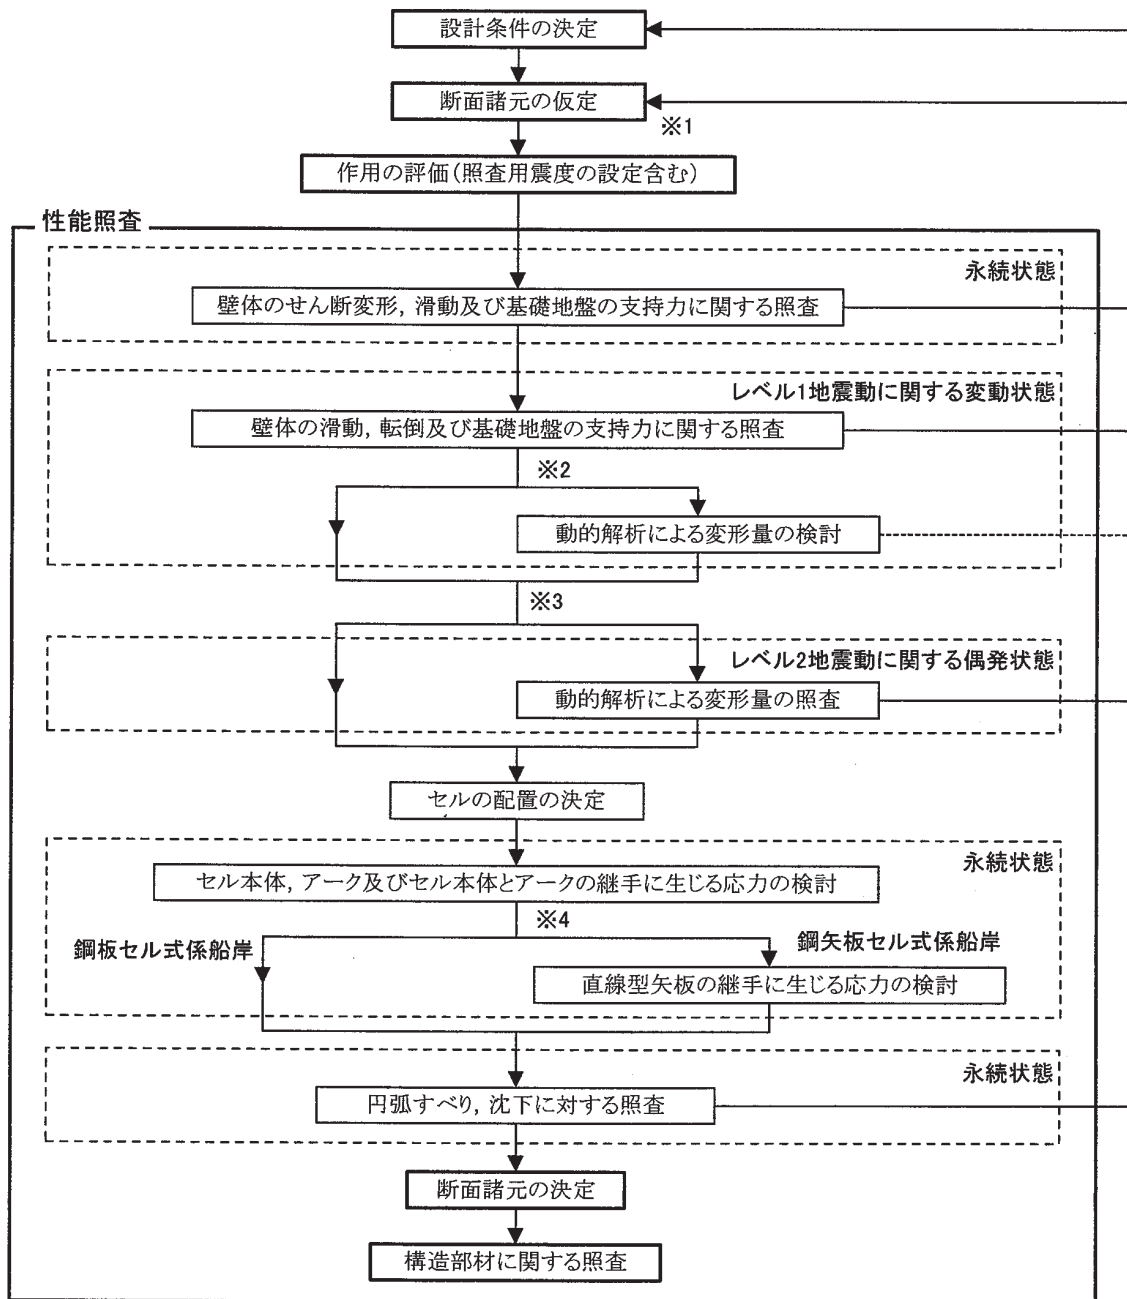 設計条件の決定
断面諸元の仮定
※1
作用の評価(照査用震度の設定含む)
性能照査
永続状態
壁体のせん断変形, 滑動及び基礎地盤の支持力に関する照査
レベル1地震動に関する変動状態
壁体の滑動, 転倒及び基礎地盤の支持力に関する照査
※2
動的解析による変形量の検討
※3
レベル2地震動に関する偶発状態
動的解析による変形量の照査
セルの配置の決定
永続状態
セル本体, アーク及びセル本体とアークの継手に生じる応力の検討
※4
鋼板セル式係船岸
鋼矢板セル式係船岸
直線型矢板の継手に生じる応力の検討
永続状態
円弧すべり, 沈下に対する照査
断面諸元の決定
構造部材に関する照査